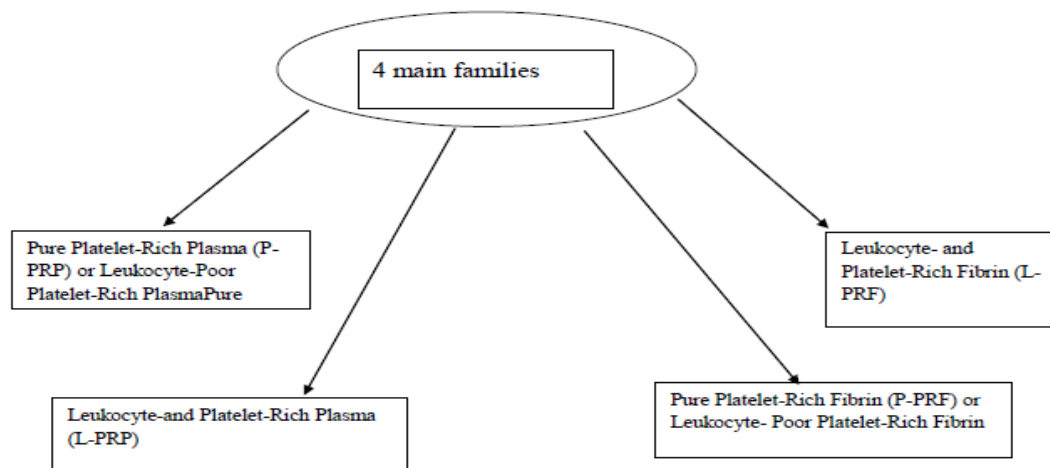 4 main families
Pure Platelet-Rich Plasma (P-
PRP) or Leukocyte-Poor
Platelet-Rich PlasmaPure
Leukocyte- and
Platelet-Rich Fibrin (L-
PRF)
Leukocyte-and Platelet-Rich Plasma
(L-PRP)
Pure Platelet-Rich Fibrin (P-PRF) or
Leukocyte- Poor Platelet-Rich Fibrin